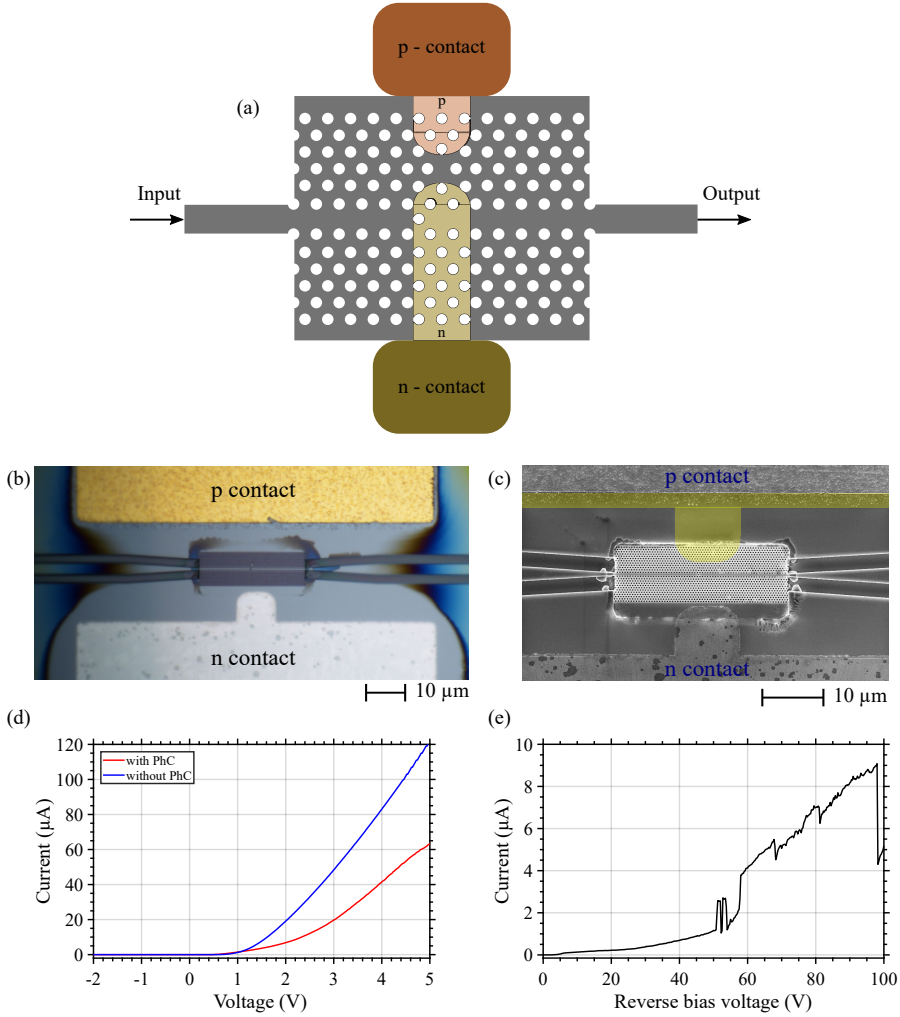 p - contact
(a)
p
Input
Output
n
n - contact
(b)
p contact
n contact
10 µm
(c)
p contact
n contact
10 µm
(d)
120
100
80
60
40
20
0
Current (µA)
with PhC
without PhC
-2
-1
0
1
2
3
4
5
Voltage (V)
(e)
10
8
6
4
2
0
Current (µA)
0
20
40
60
80
100
Reverse bias voltage (V)